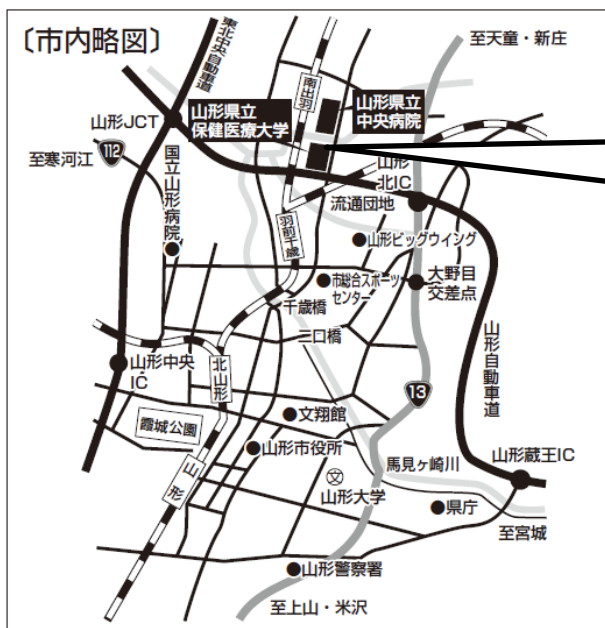 〔市内略図〕
東北中央自動車道
至天童・新庄
南出羽
山形県立
保健医療大学
山形県立
中央病院
山形JCT
112
至寒河江
国立山形病院
山形
北IC
流通団地
羽前千歳
山形ビッグウイング
市総合スポーツ
センター
大野目
交差点
千歳橋
二口橋
山形自動車道
山形中央
IC
北山形
13
霞城公園
文翔館
山形市役所
馬見ヶ崎川
山形蔵王IC
山形
文
山形大学
県庁
至宮城
山形警察署
至上山・米沢